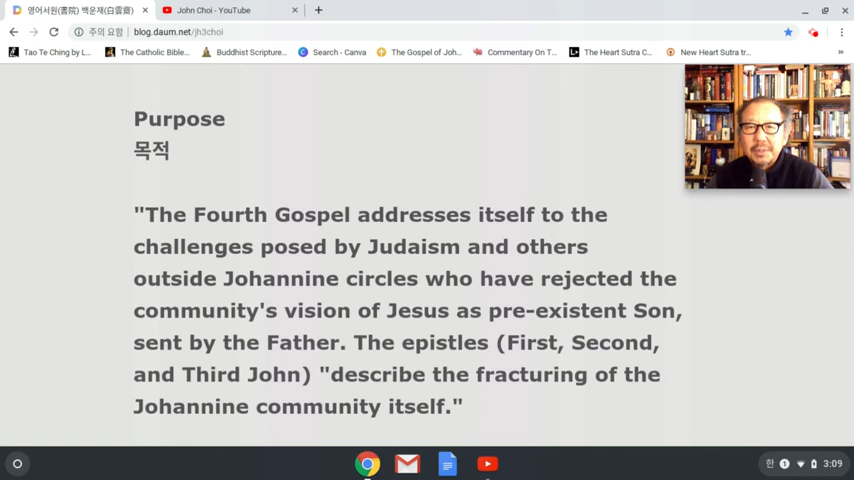 영어서원(書院) 백운재(白雲齋)
John Choi - YouTube
주의 요함
blog.daum.net/jh3choi
Tao Te Ching by L...
The Catholic Bible...
Buddhist Scripture...
Search - Canva
The Gospel of Joh...
Commentary On T...
The Heart Sutra C...
New Heart Sutra tr...
Purpose
목적
"The Fourth Gospel addresses itself to the
challenges posed by Judaism and others
outside Johannine circles who have rejected the
community's vision of Jesus as pre-existent Son,
sent by the Father. The epistles (First, Second,
and Third John) "describe the fracturing of the
Johannine community itself."
한
1
3:09